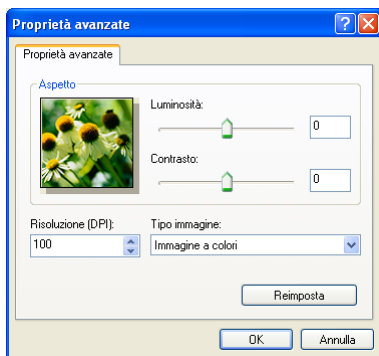 Proprietà avanzate
Proprietà avanzate
Aspetto
Luminosità:
0
Contrasto:
0
Risoluzione (DPI): Tipo immagine:
100 Immagine a colori
Reimposta
OK Annulla